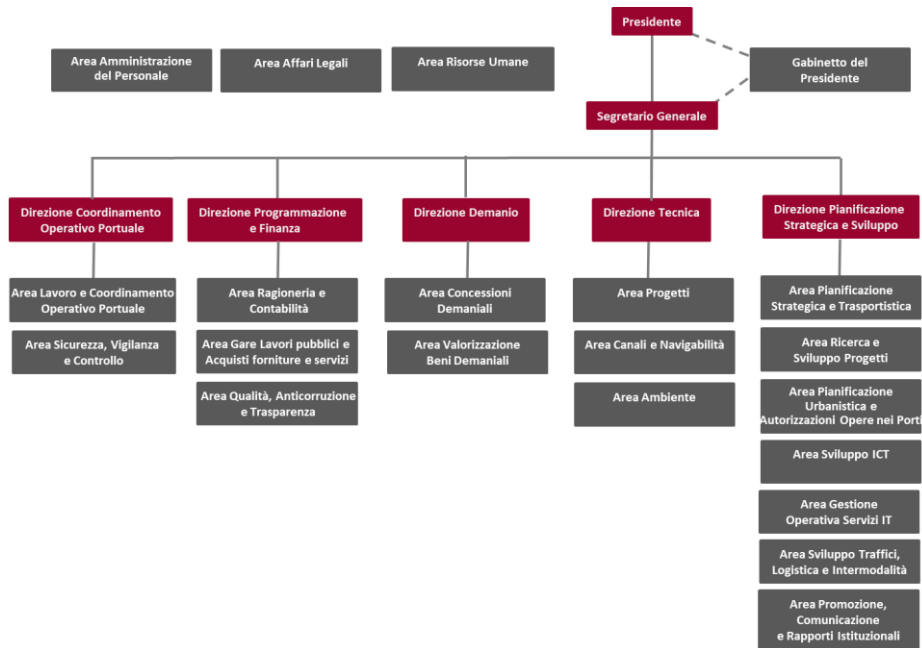 Presidente
Area Amministrazione
del Personale
Area Affari Legali
Area Risorse Umane
Gabinetto del
Presidente
Segretario Generale
Direzione Coordinamento
Operativo Portuale
Direzione Programmazione
e Finanza
Direzione Demanio
Direzione Tecnica
Direzione Pianificazione
Strategica e Sviluppo
Area Lavoro e Coordinamento
Operativo Portuale
Area Sicurezza, Vigilanza
e Controllo
Area Ragioneria e
Contabilità
Area Gare Lavori pubblici e
Acquisti forniture e servizi
Area Qualità, Anticorruzione
e Trasparenza
Area Concessioni
Demaniali
Area Valorizzazione
Beni Demaniali
Area Progetti
Area Canali e Navigabilità
Area Ambiente
Area Pianificazione
Strategica e Trasportistica
Area Ricerca e
Sviluppo Progetti
Area Pianificazione
Urbanistica e
Autorizzazioni Opere nei Porti
Area Sviluppo ICT
Area Gestione
Operativa Servizi IT
Area Sviluppo Traffici,
Logistica e Intermodalità
Area Promozione,
Comunicazione
e Rapporti Istituzionali